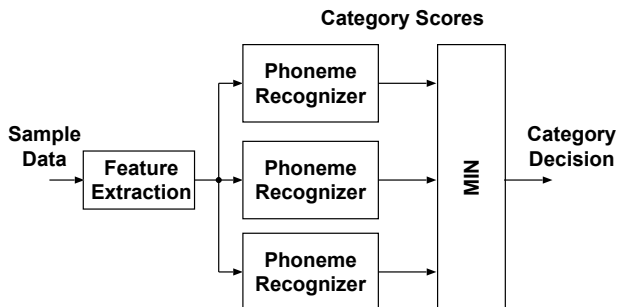 Category Scores
Phoneme
Recognizer
Sample
Data
Feature
Extraction
Phoneme
Recognizer
Phoneme
Recognizer
MIN
Category
Decision